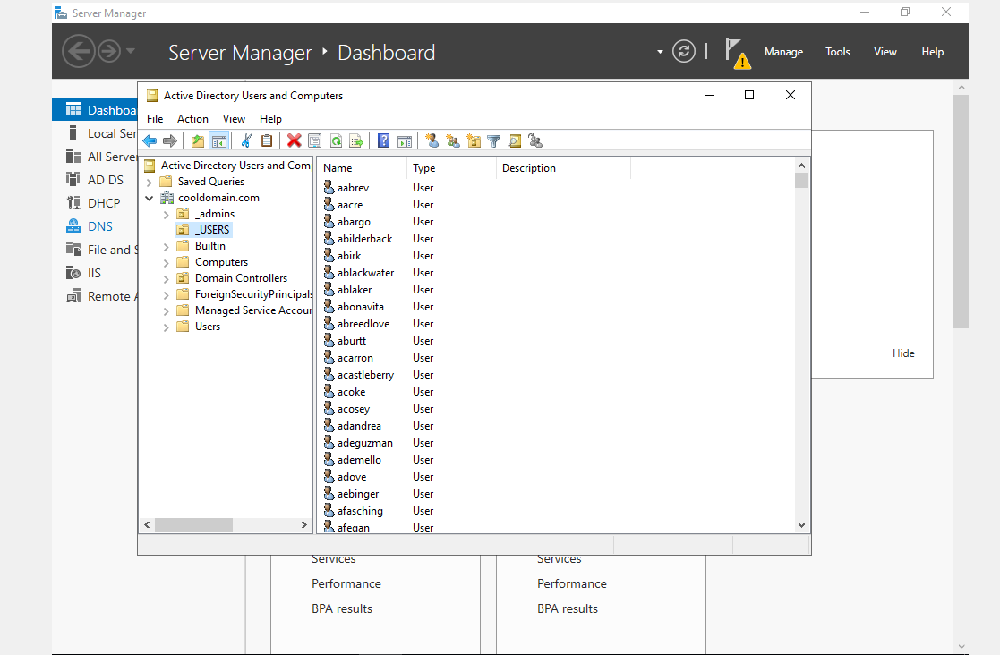 Server Manager
Server Manager ‣ Dashboard
Manage Tools View Help
Active Directory Users and Computers
File Action View Help
Dashboa
Local Ser
All Server
AD DS
DHCP
DNS
File and S
IIS
Remote A
Active Directory Users and Com
Saved Queries
cooldomain.com
_admins
_USERS
Builtin
Computers
Domain Controllers
ForeignSecurityPrincipals
Managed Service Accour
Users
Name Type Description
aabrev User
aacre User
abargo User
abilderback User
abirk User
ablackwater User
ablaker User
abonavita User
abreedlove User
aburtt User
acarron User
acastleberry User
acoke User
acosey User
adandrea User
adeguzman User
ademello User
adove User
aebinger User
afasching User
afegan User
Hide
Services
Performance
BPA results
Services
Performance
BPA results